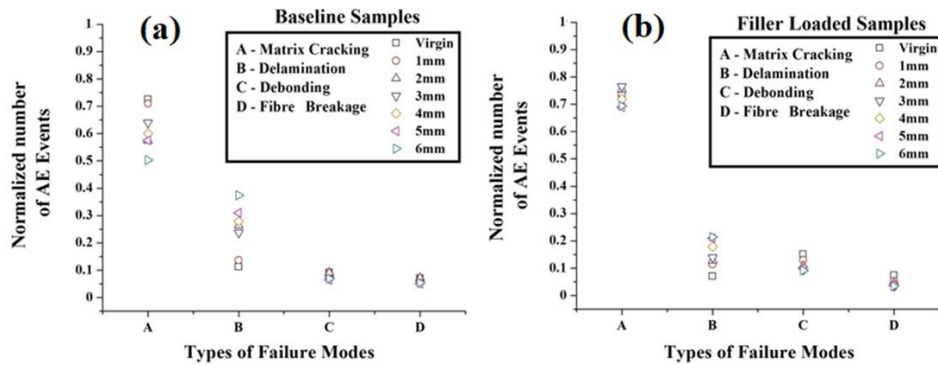 Baseline Samples
(a)
A - Matrix Cracking
B - Delamination
C - Debonding
D - Fibre Breakage
Virgin
1mm
2mm
3mm
4mm
5mm
6mm
Normalized number
of AE Events
1
0.9
0.8
0.7
0.6
0.5
0.4
0.3
0.2
0.1
0
A B C D
Types of Failure Modes
Filler Loaded Samples
(b)
A - Matrix Cracking
B - Delamination
C - Debonding
D - Fibre Breakage
Virgin
1mm
2mm
3mm
4mm
5mm
6mm
Normalized number
of AE Events
1
0.9
0.8
0.7
0.6
0.5
0.4
0.3
0.2
0.1
0
A B C D
Types of Failure Modes